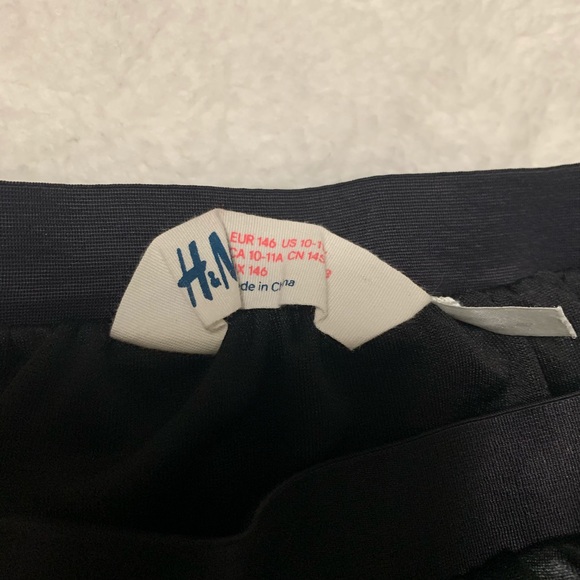 H&M
EUR 146 US 10-1
CA 10-11A CN 145
X 146
de in China